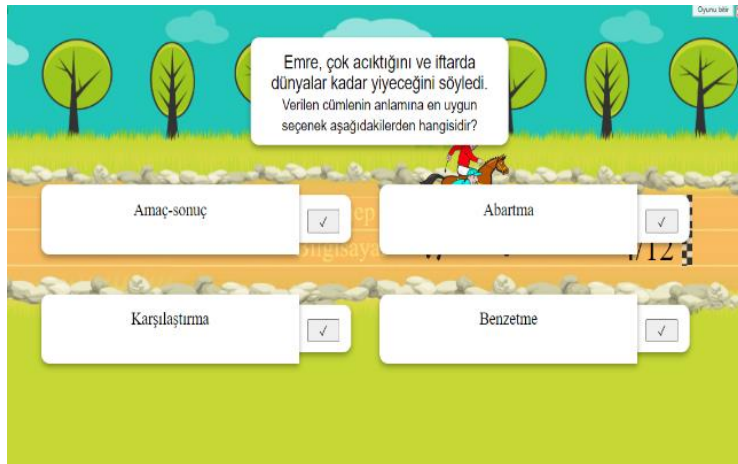 Oyunu bitir
Emre, çok acıktığını ve iftarda
dünyalar kadar yiyeceğini söyledi.
Verilen cümlenin anlamına en uygun
seçenek aşağıdakilerden hangisidir?
Amaç-sonuç
√
Abartma
√
Karşılaştırma
√
Benzetme
√